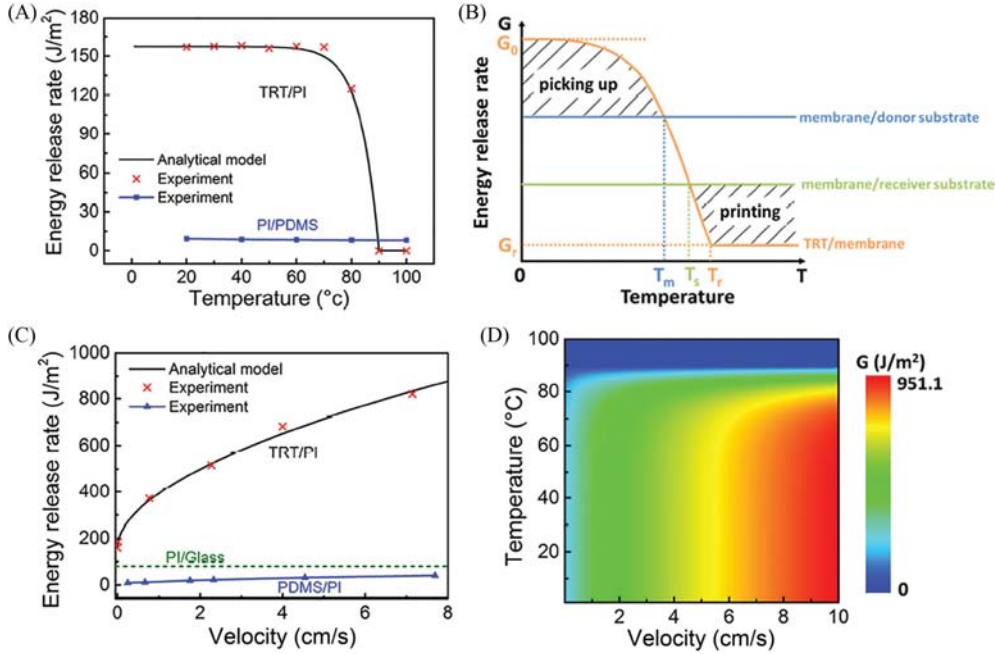 (A)
Energy release rate (J/m²)
180
150
120
90
60
30
0
TRT/PI
Analytical model
Experiment
Experiment
PI/PDMS
0 20 40 60 80 100
Temperature (°c)
(B)
G
G₀
picking up
membrane/donor substrate
membrane/receiver substrate
printing
Gᵣ
TRT/membrane
Energy release rate
0 Tₘ Tₛ Tᵣ T
Temperature
(C)
Energy release rate (J/m²)
1000
800
600
400
200
0
Analytical model
Experiment
Experiment
TRT/PI
PI/Glass
PDMS/PI
0 2 4 6 8
Velocity (cm/s)
(D)
Temperature (°C)
100
80
60
40
20
2 4 6 8 10
Velocity (cm/s)
G (J/m²)
951.1
0